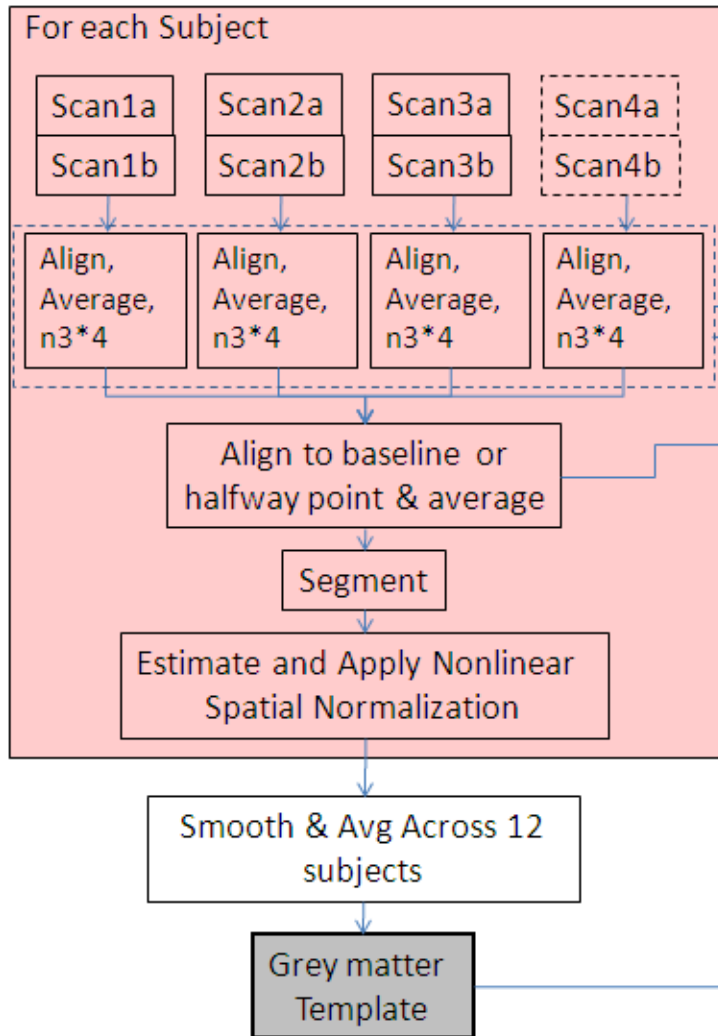 For each Subject
Scan1a
Scan2a
Scan3a
Scan4a
Scan1b
Scan2b
Scan3b
Scan4b
Align,
Average,
n3*4
Align,
Average,
n3*4
Align,
Average,
n3*4
Align,
Average,
n3*4
Align to baseline or
halfway point & average
Segment
Estimate and Apply Nonlinear
Spatial Normalization
Smooth & Avg Across 12
subjects
Grey matter
Template